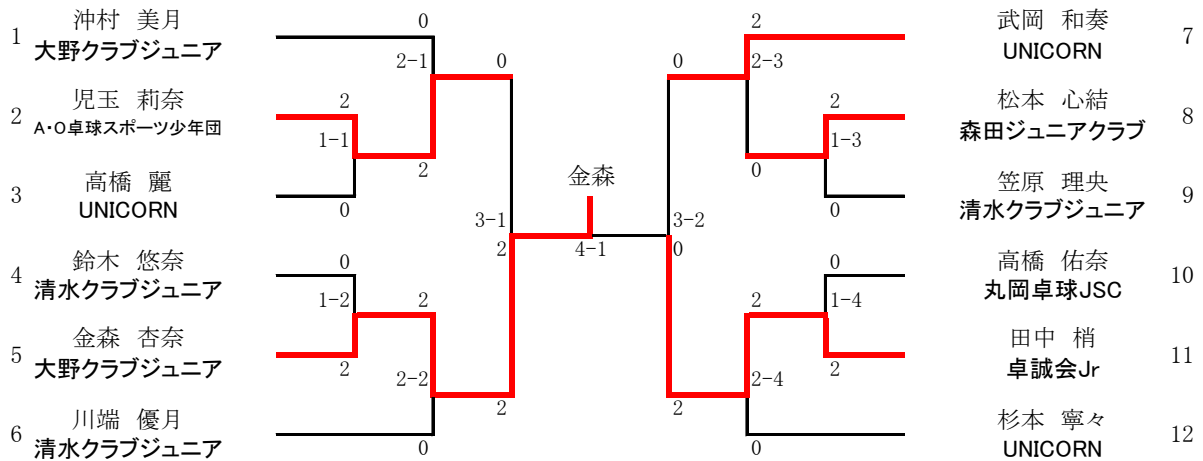 1
沖村 美月
大野クラブジュニア
2
児玉 莉奈
A・O卓球スポーツ少年団
3
高橋 麗
UNICORN
4
鈴木 悠奈
清水クラブジュニア
5
金森 杏奈
大野クラブジュニア
6
川端 優月
清水クラブジュニア
0
2-1
0
2
1-1
2
0
3-1
2
0
1-2
2
2
2-2
2
0
金森
4-1
2
0
2-3
2
1-3
0
0
3-2
0
0
1-4
2
2
2-4
2
0
武岡 和奏
UNICORN
7
松本 心結
森田ジュニアクラブ
8
笠原 理央
清水クラブジュニア
9
高橋 佑奈
丸岡卓球JSC
10
田中 梢
卓誠会Jr
11
杉本 寧々
UNICORN
12